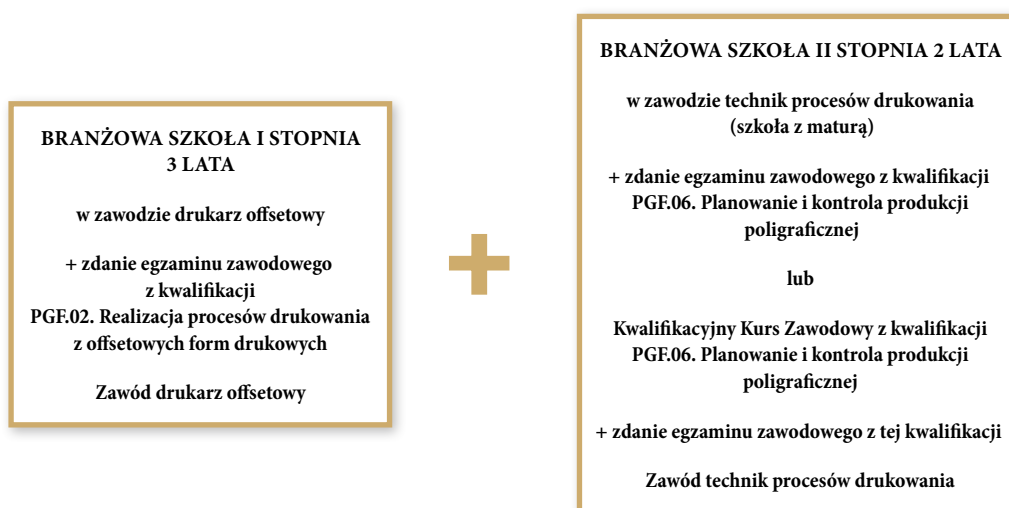 BRANŻOWA SZKOŁA I STOPNIA
3 LATA
w zawodzie drukarz offsetowy
+ zdanie egzaminu zawodowego
z kwalifikacji
PGF.02. Realizacja procesów drukowania
z offsetowych form drukowych
Zawód drukarz offsetowy
+
BRANŻOWA SZKOŁA II STOPNIA 2 LATA
w zawodzie technik procesów drukowania
(szkoła z maturą)
+ zdanie egzaminu zawodowego z kwalifikacji
PGF.06. Planowanie i kontrola produkcji
poligraficznej
lub
Kwalifikacyjny Kurs Zawodowy z kwalifikacji
PGF.06. Planowanie i kontrola produkcji
poligraficznej
+ zdanie egzaminu zawodowego z tej kwalifikacji
Zawód technik procesów drukowania